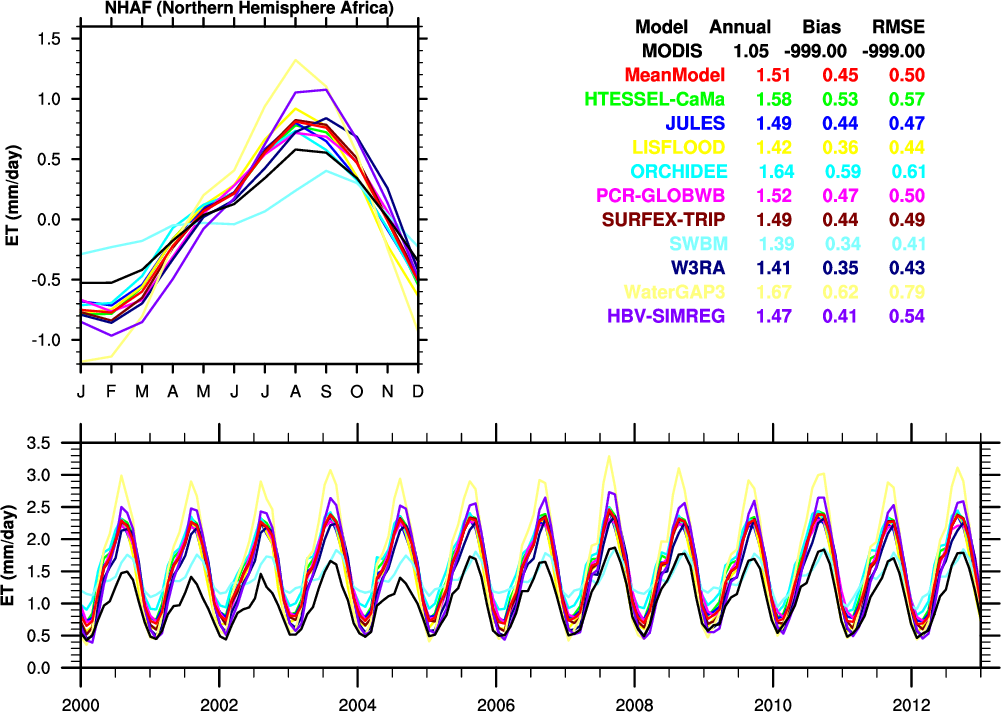 NHAF (Northern Hemisphere Africa)
ET (mm/day)
1.5
1.0
0.5
0.0
-0.5
-1.0
J F M A M J J A S O N D
Model Annual Bias RMSE
MODIS 1.05 -999.00 -999.00
MeanModel 1.51 0.45 0.50
HTESSEL-CaMa 1.58 0.53 0.57
JULES 1.49 0.44 0.47
LISFLOOD 1.42 0.36 0.44
ORCHIDEE 1.64 0.59 0.61
PCR-GLOBWB 1.52 0.47 0.50
SURFEX-TRIP 1.49 0.44 0.49
SWBM 1.39 0.34 0.41
W3RA 1.41 0.35 0.43
WaterGAP3 1.67 0.62 0.79
HBV-SIMREG 1.47 0.41 0.54
ET (mm/day)
3.5
3.0
2.5
2.0
1.5
1.0
0.5
0.0
2000 2002 2004 2006 2008 2010 2012